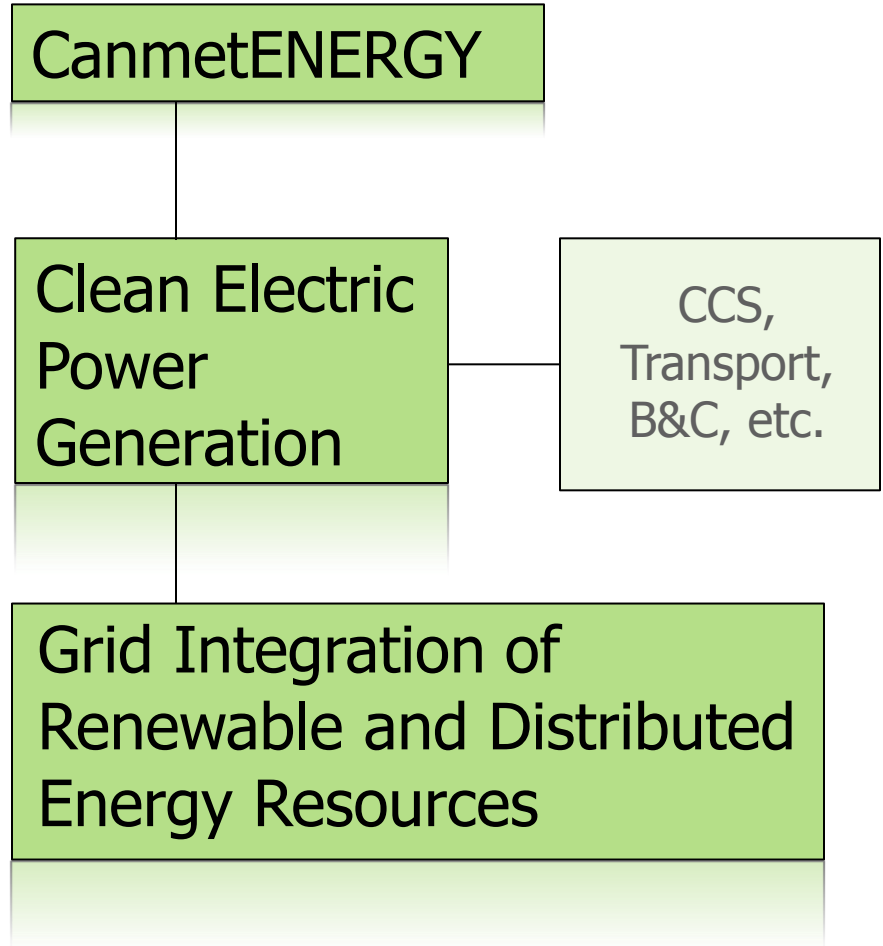 CanmetENERGY
Clean Electric
Power
Generation
CCS,
Transport,
B&C, etc.
Grid Integration of
Renewable and Distributed
Energy Resources